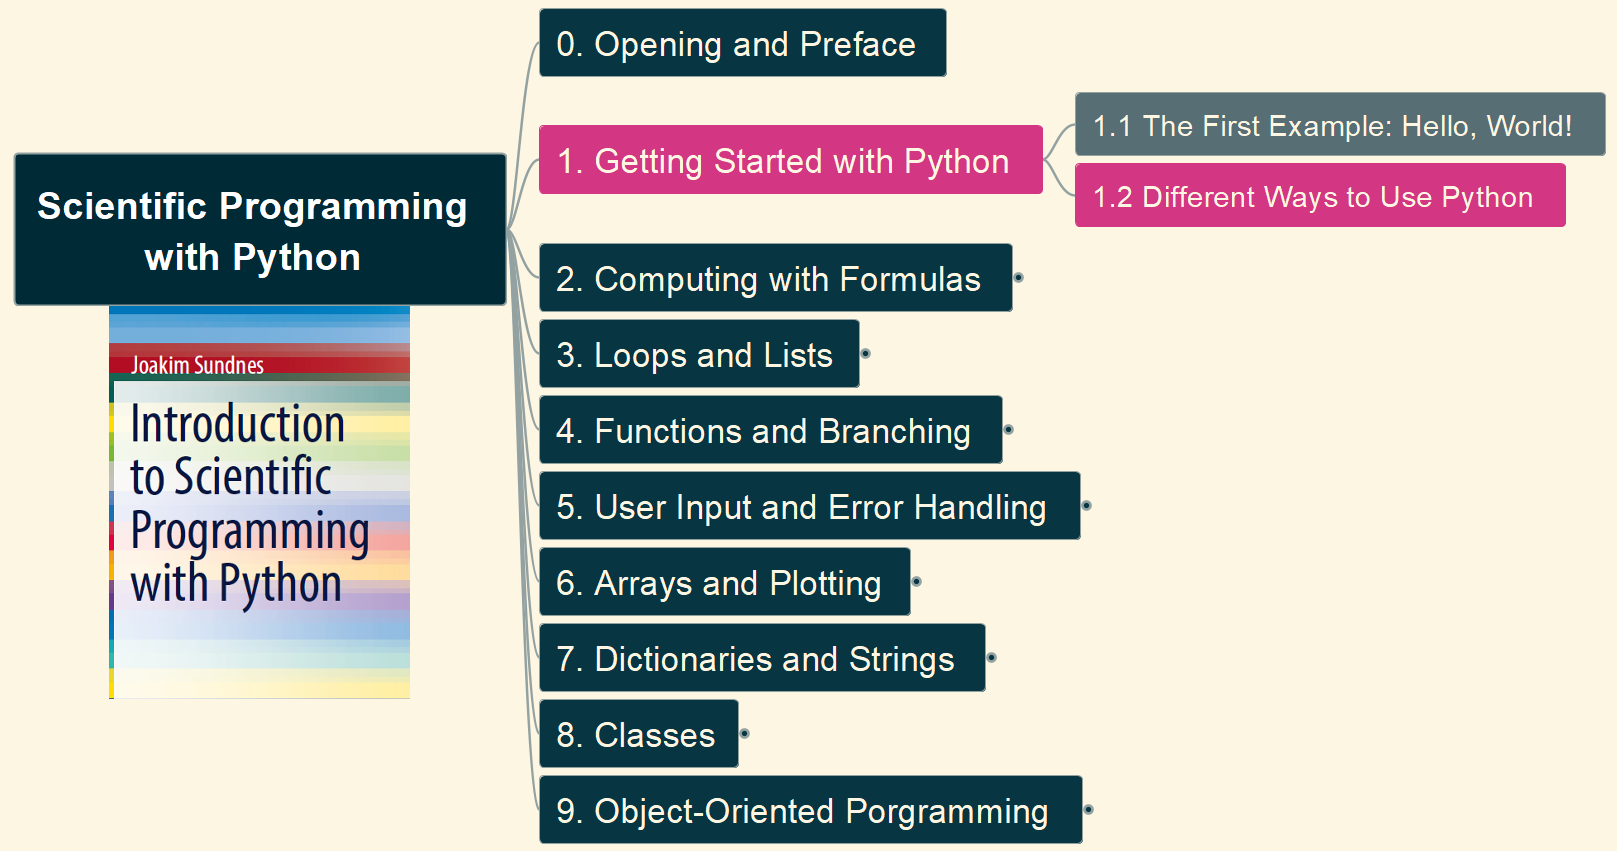 Scientific Programming
with Python
Joakim Sundnes
Introduction
to Scientific
Programming
with Python
0. Opening and Preface
1. Getting Started with Python
1.1 The First Example: Hello, World!
1.2 Different Ways to Use Python
2. Computing with Formulas
3. Loops and Lists
4. Functions and Branching
5. User Input and Error Handling
6. Arrays and Plotting
7. Dictionaries and Strings
8. Classes
9. Object-Oriented Porgramming